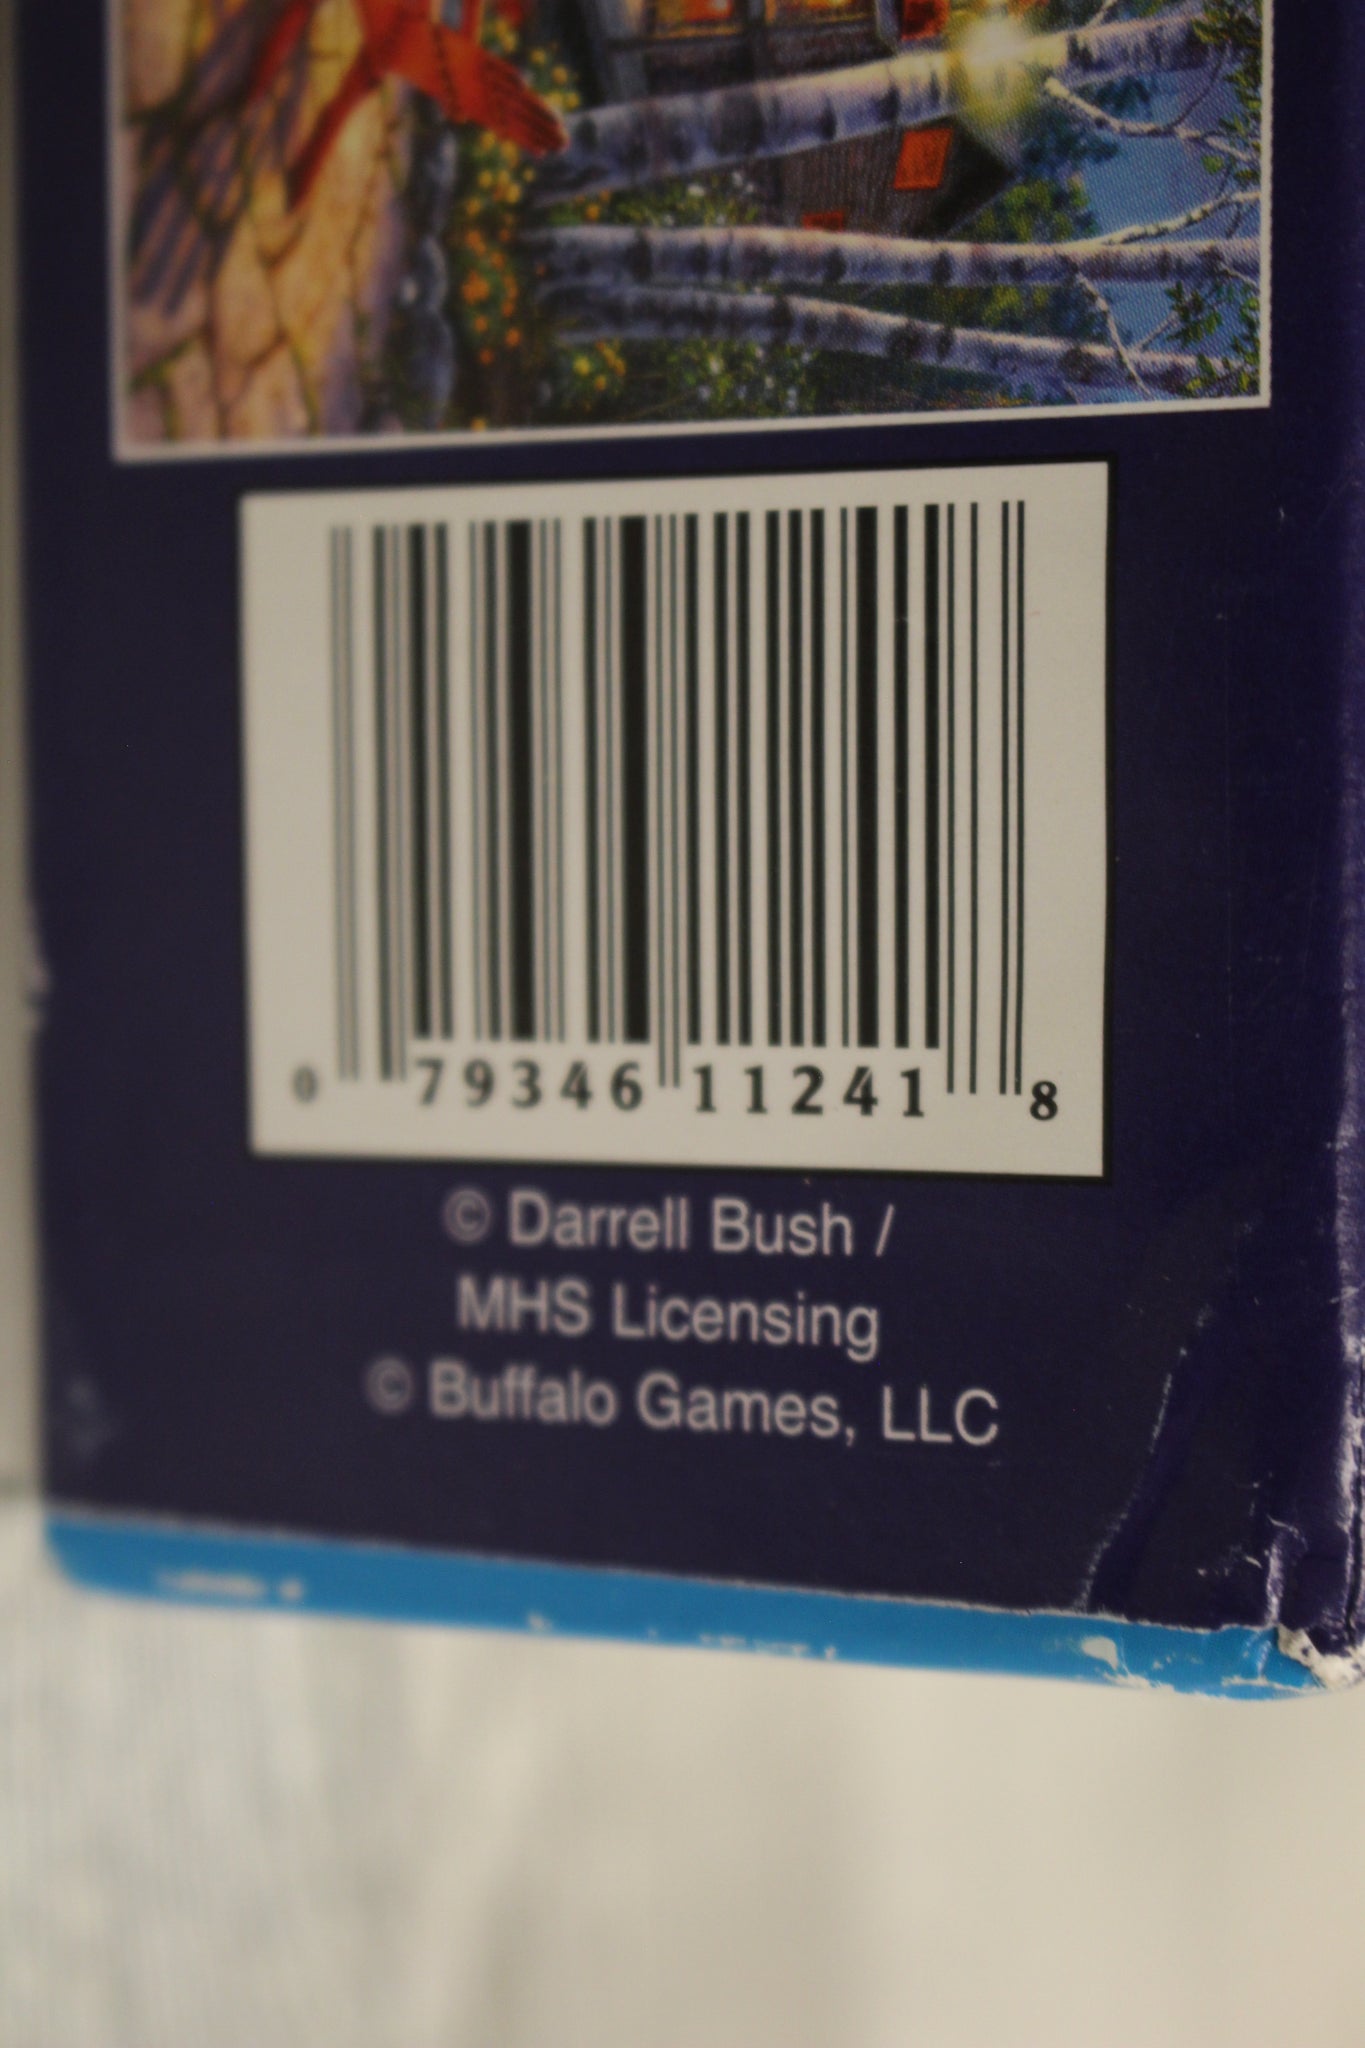 0 79346 11241 8
© Darrell Bush /
MHS Licensing
© Buffalo Games, LLC